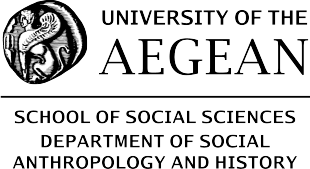 UNIVERSITY OF THE
AEGEAN
SCHOOL OF SOCIAL SCIENCES
DEPARTMENT OF SOCIAL
ANTHROPOLOGY AND HISTORY